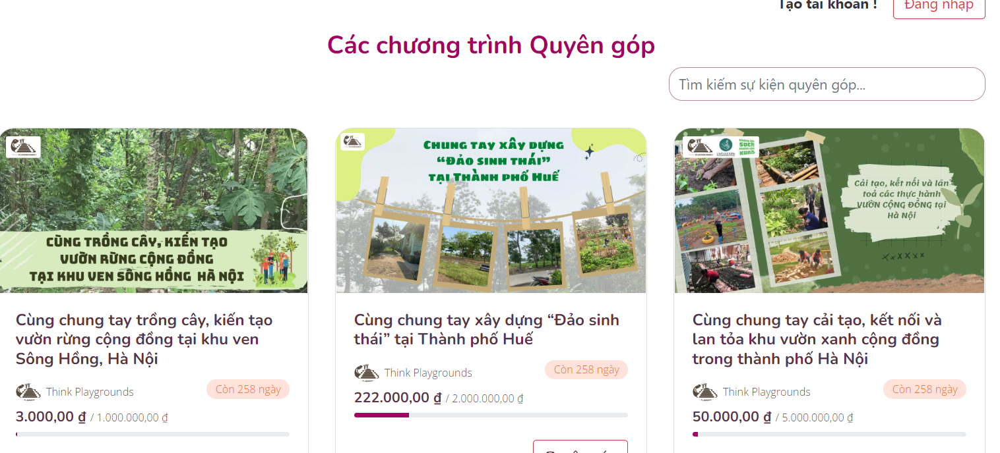 Tạo tài khoản !
Đăng nhập
Các chương trình Quyên góp
Tìm kiếm sự kiện quyên góp...
CÙNG TRỒNG CÂY, KIẾN TẠO
VƯỜN RỪNG CỘNG ĐỒNG
TẠI KHU VEN SÔNG HỒNG HÀ NỘI
CHUNG TAY XÂY DỰNG
“ĐẢO SINH THÁI”
TẠI THÀNH PHỐ HUẾ
SẠCH
XANH
Cải tạo, kết nối và lan
toả các thực hành
VƯỜN CỘNG ĐỒNG tại
Hà Nội
Cùng chung tay trồng cây, kiến tạo
vườn rừng cộng đồng tại khu ven
Sông Hồng, Hà Nội
Think Playgrounds
Còn 258 ngày
3.000,00 ₫ / 1.000.000,00 ₫
Cùng chung tay xây dựng “Đảo sinh
thái” tại Thành phố Huế
Think Playgrounds
Còn 258 ngày
222.000,00 ₫ / 2.000.000,00 ₫
Cùng chung tay cải tạo, kết nối và
lan tỏa khu vườn xanh cộng đồng
trong thành phố Hà Nội
Think Playgrounds
Còn 258 ngày
50.000,00 ₫ / 5.000.000,00 ₫